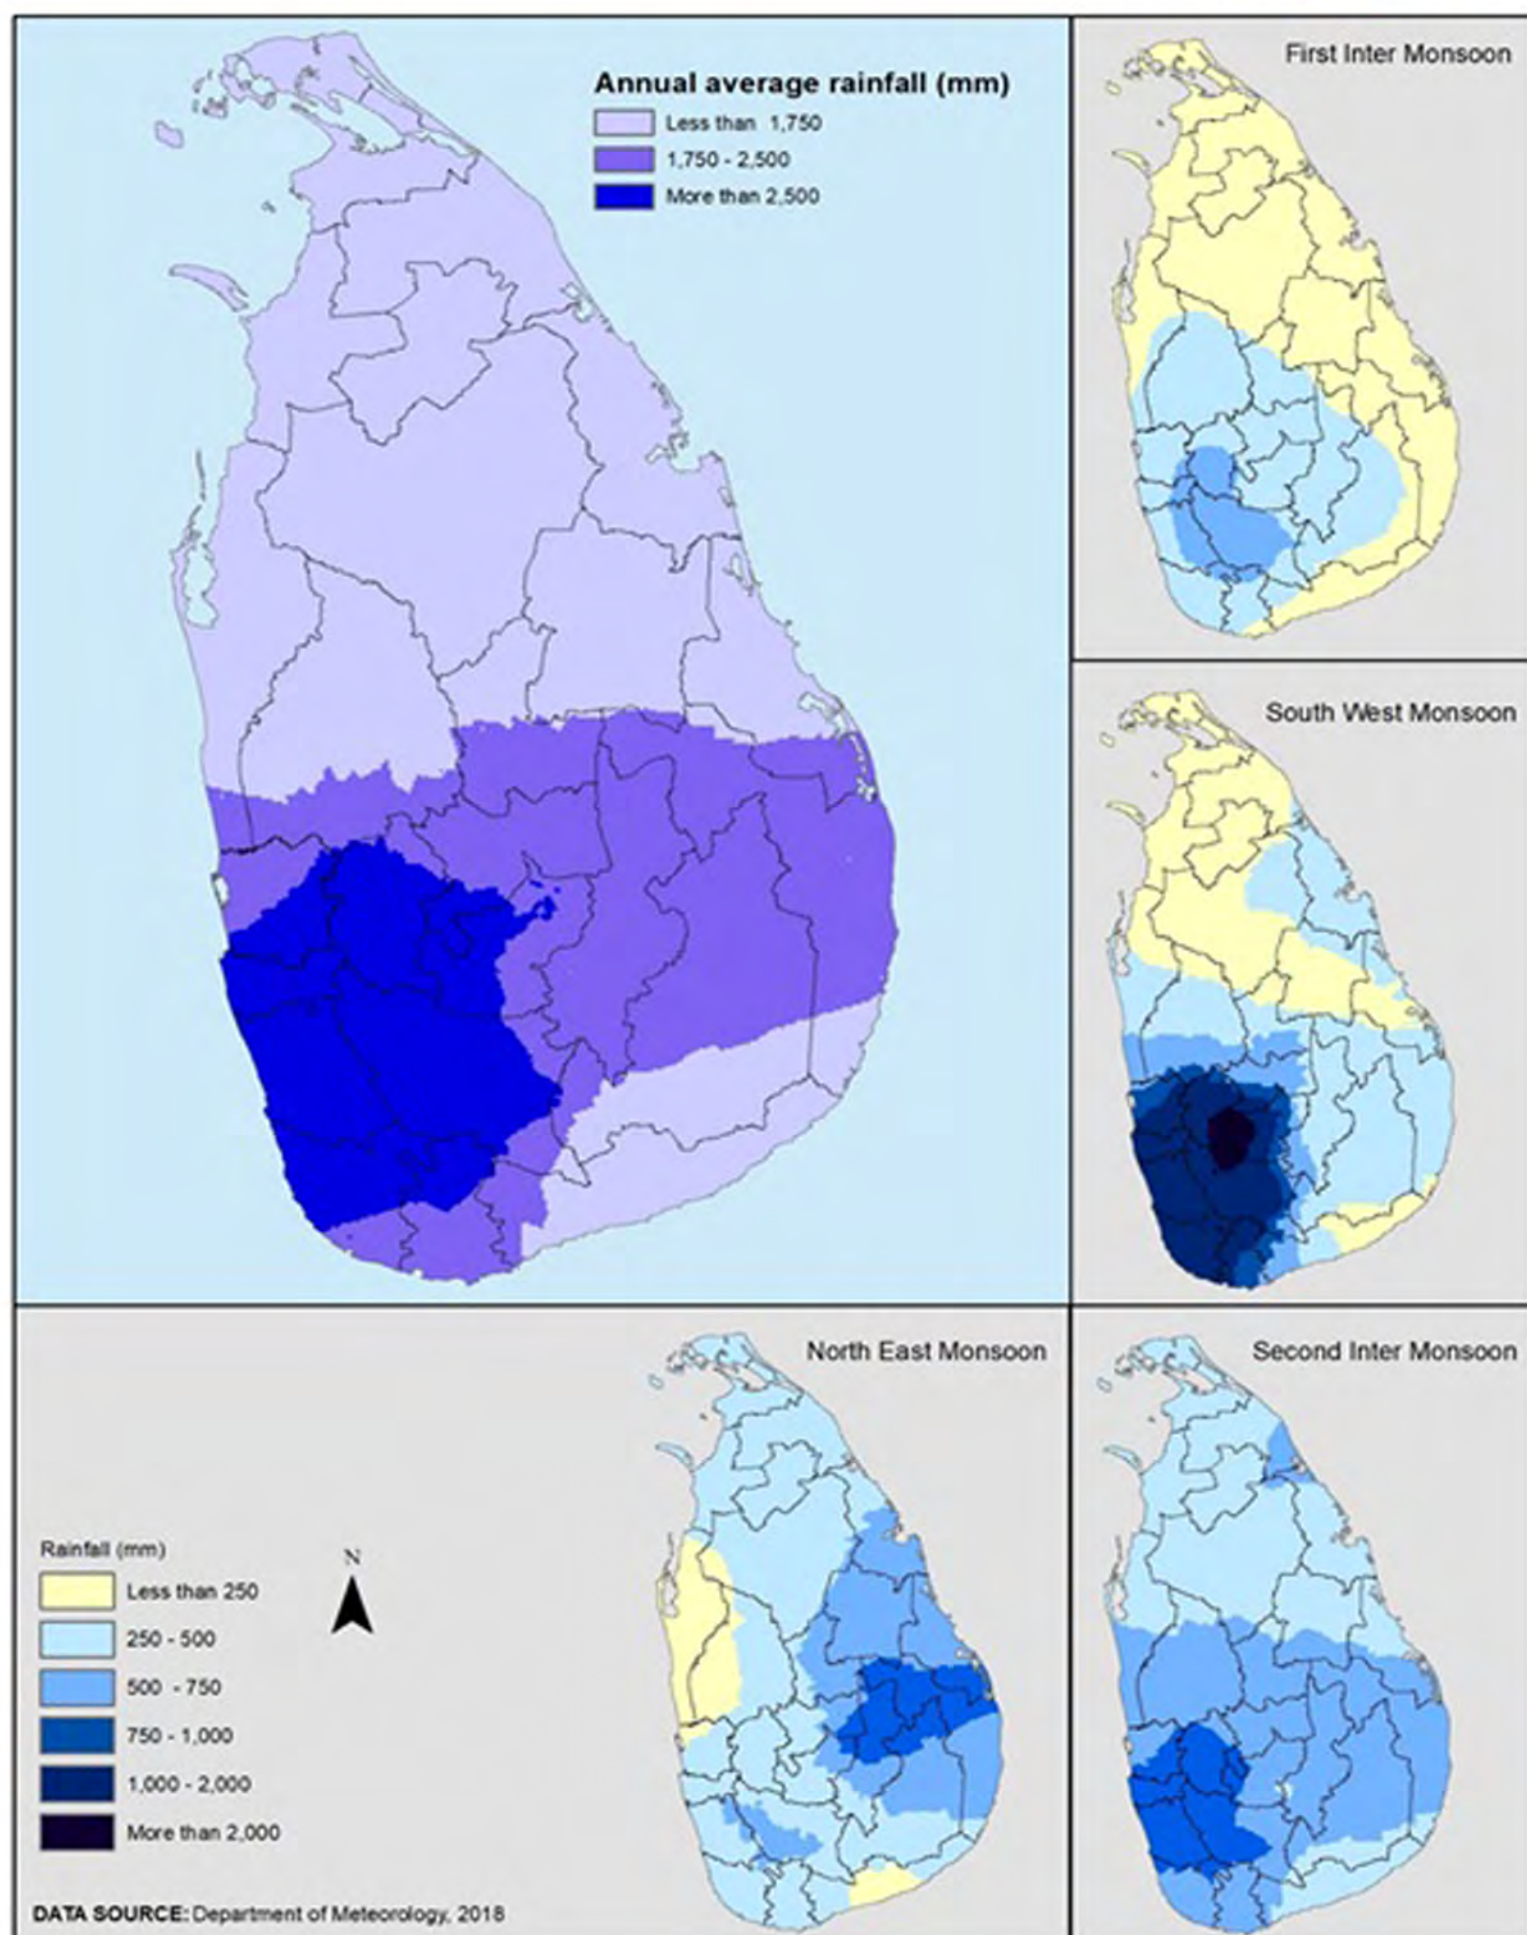 Annual average rainfall (mm)
Less than 1,750
1,750 - 2,500
More than 2,500
First Inter Monsoon
South West Monsoon
North East Monsoon
Second Inter Monsoon
Rainfall (mm)
Less than 250
250 - 500
500 - 750
750 - 1,000
1,000 - 2,000
More than 2,000
N
DATA SOURCE: Department of Meteorology, 2018